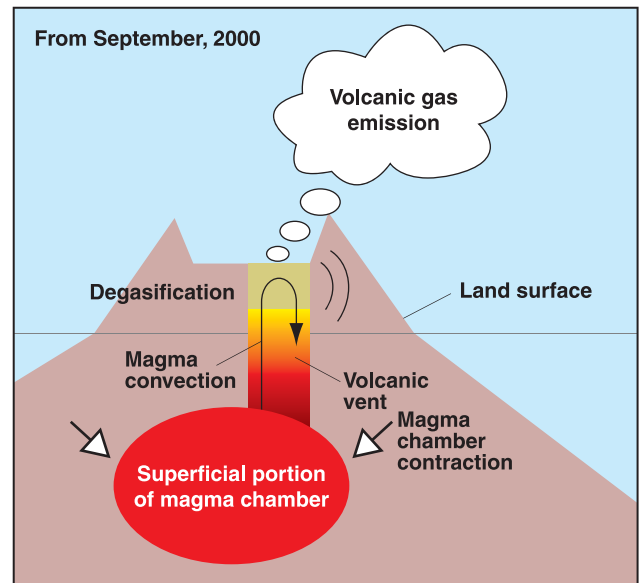 From September, 2000
Volcanic gas
emission
Degasification
Land surface
Magma
convection
Volcanic
vent
Magma
chamber
contraction
Superficial portion
of magma chamber